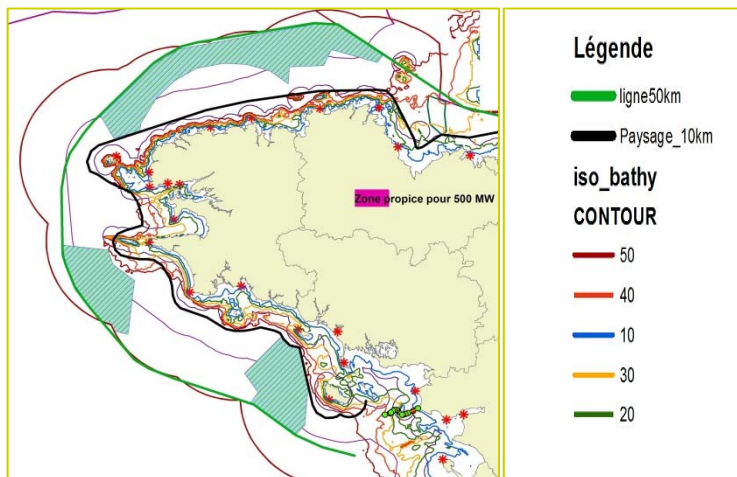 Zone propice pour 500 MW
Légende
ligne50km
Paysage_10km
iso_bathy
CONTOUR
50
40
10
30
20